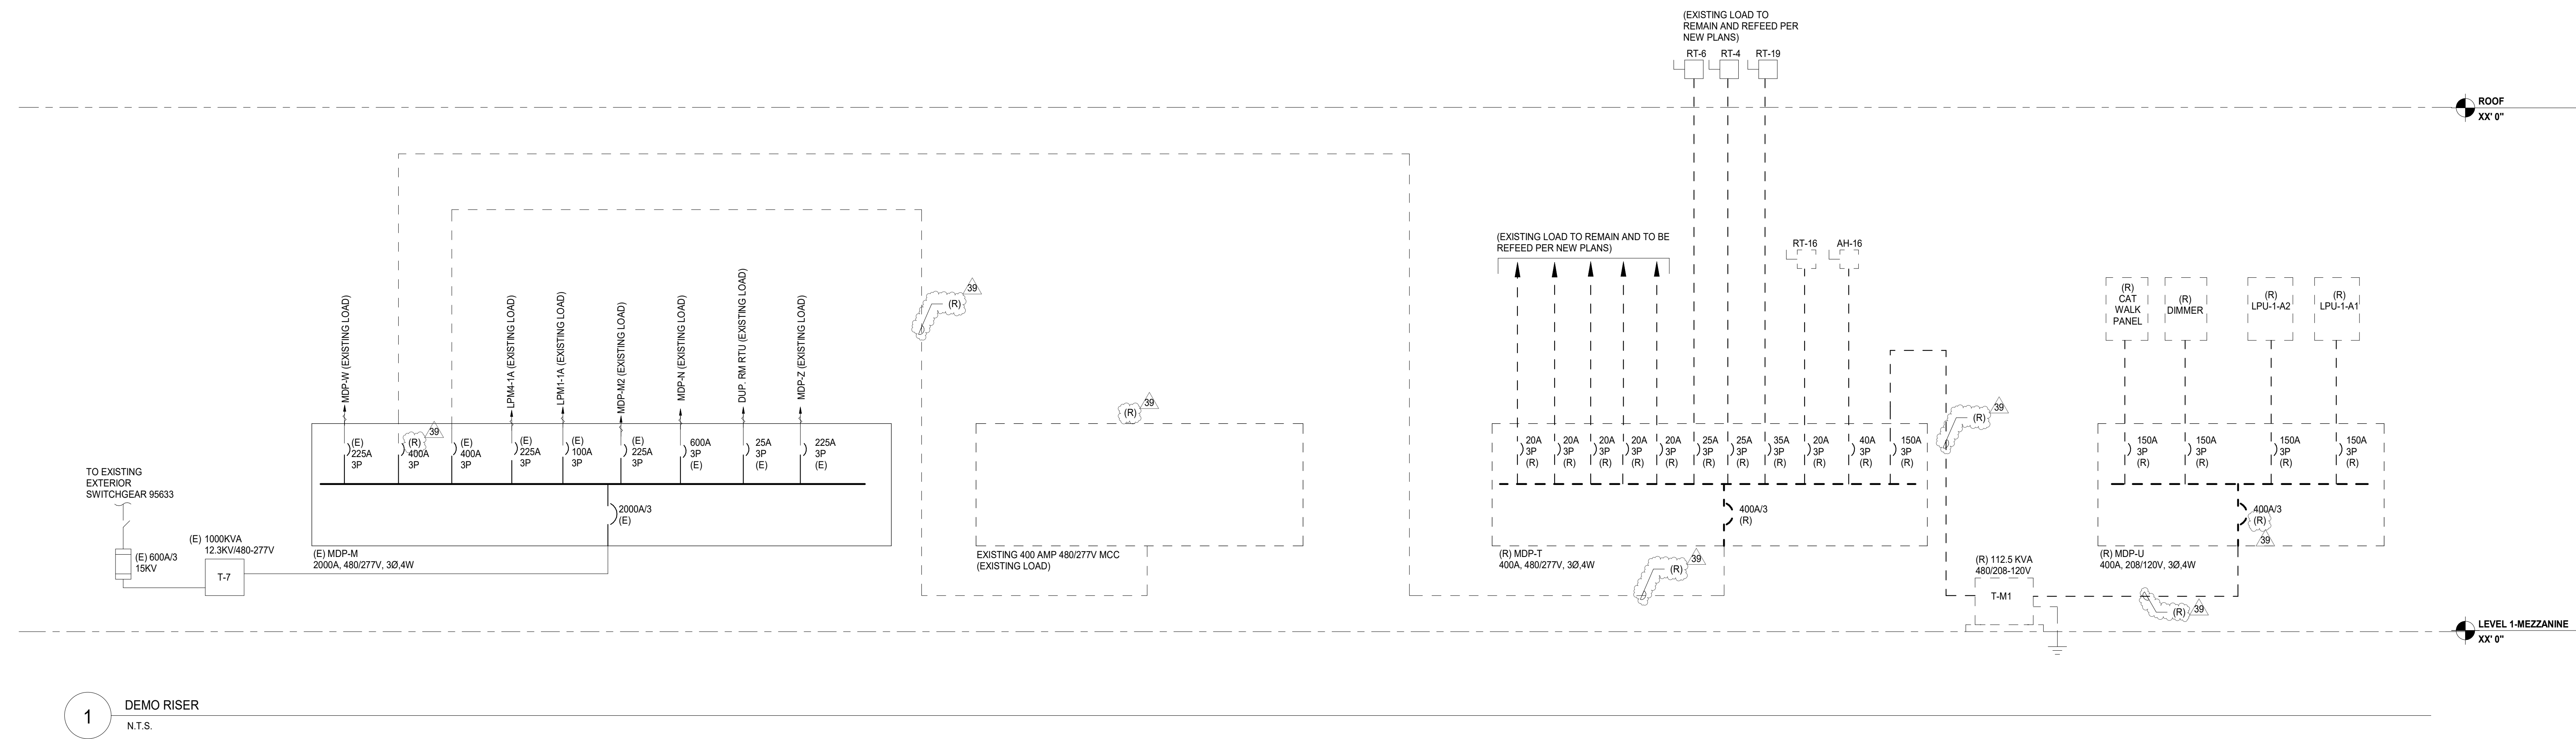 (EXISTING LOAD TO
REMAIN AND REFEED PER
NEW PLANS)
RT-6
RT-4
RT-19
ROOF
XX' 0"
(EXISTING LOAD TO REMAIN AND TO BE
REFEED PER NEW PLANS)
RT-16
AH-16
MDP-W (EXISTING LOAD)
LPM4-1A (EXISTING LOAD)
LPM1-1A (EXISTING LOAD)
MDP-M2 (EXISTING LOAD)
MDP-N (EXISTING LOAD)
DUP. RM RTU (EXISTING LOAD)
MDP-Z (EXISTING LOAD)
39
(R)
(R)
CAT
WALK
PANEL
(R)
DIMMER
(R)
LPU-1-A2
(R)
LPU-1-A1
(E)
225A
3P
(R)
400A
3P
39
(E)
400A
3P
(E)
225A
3P
(E)
100A
3P
(E)
225A
3P
600A
3P
(E)
25A
3P
(E)
225A
3P
(E)
2000A/3
(E)
39
(R)
20A
3P
(R)
20A
3P
(R)
20A
3P
(R)
20A
3P
(R)
20A
3P
(R)
25A
3P
(R)
25A
3P
(R)
35A
3P
(R)
20A
3P
(R)
40A
3P
(R)
150A
3P
(R)
400A/3
(R)
39
(R)
150A
3P
(R)
150A
3P
(R)
150A
3P
(R)
150A
3P
(R)
400A/3
(R)
39
TO EXISTING
EXTERIOR
SWITCHGEAR 95633
(E) 600A/3
15KV
(E) 1000KVA
12.3KV/480-277V
T-7
(E) MDP-M
2000A, 480/277V, 3Ø,4W
EXISTING 400 AMP 480/277V MCC
(EXISTING LOAD)
(R) MDP-T
400A, 480/277V, 3Ø,4W
39
(R)
(R) 112.5 KVA
480/208-120V
T-M1
(R) MDP-U
400A, 208/120V, 3Ø,4W
39
(R)
LEVEL 1-MEZZANINE
XX' 0"
1
DEMO RISER
N.T.S.